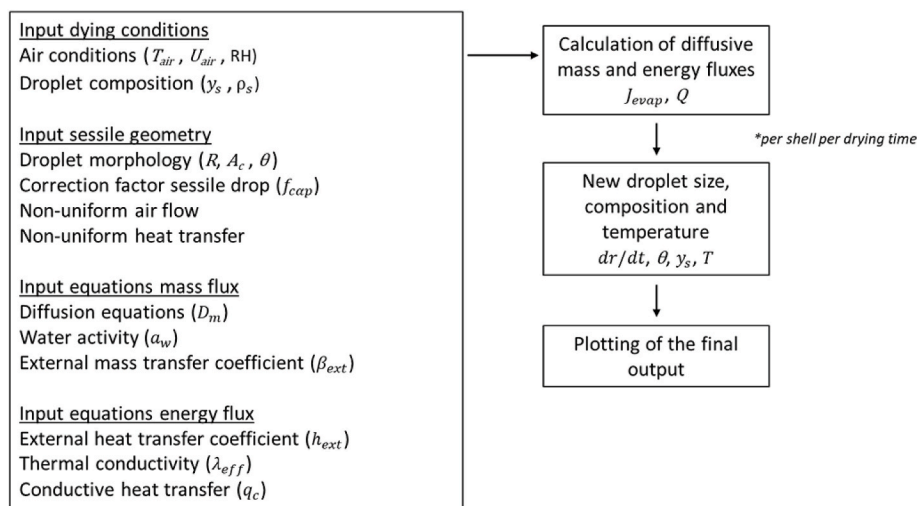 Input dying conditions
Air conditions (T_air , U_air , RH)
Droplet composition (y_s , ρ_s)
Input sessile geometry
Droplet morphology (R, A_c , θ)
Correction factor sessile drop (f_cap)
Non-uniform air flow
Non-uniform heat transfer
Input equations mass flux
Diffusion equations (D_m)
Water activity (a_w)
External mass transfer coefficient (β_ext)
Input equations energy flux
External heat transfer coefficient (h_ext)
Thermal conductivity (λ_eff)
Conductive heat transfer (q_c)
Calculation of diffusive
mass and energy fluxes
J_evap, Q
*per shell per drying time
New droplet size,
composition and
temperature
dr/dt, θ, y_s, T
Plotting of the final
output